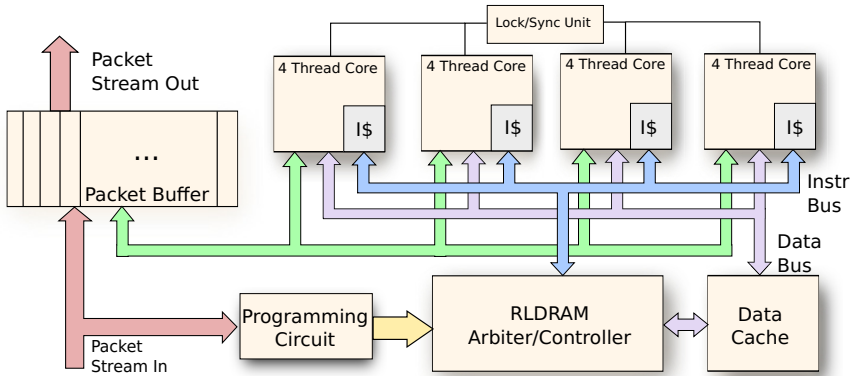 Lock/Sync Unit
Packet
Stream Out
4 Thread Core
4 Thread Core
4 Thread Core
4 Thread Core
I$
I$
I$
I$
...
Packet Buffer
Instr
Bus
Data
Bus
Programming
Circuit
RLDRAM
Arbiter/Controller
Data
Cache
Packet
Stream In